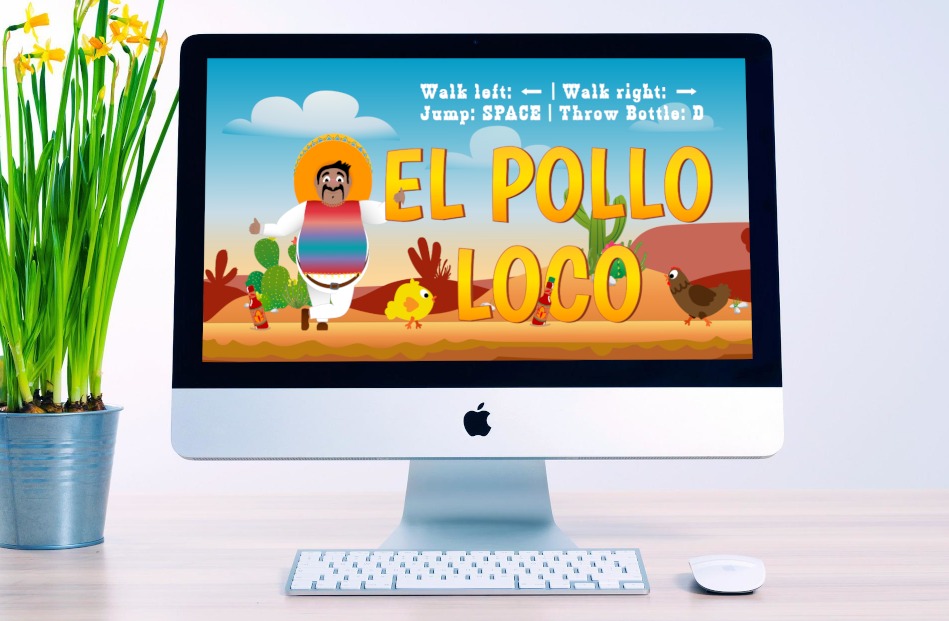 Walk left: ← | Walk right: →
Jump: SPACE | Throw Bottle: D
EL POLLO
LOCO